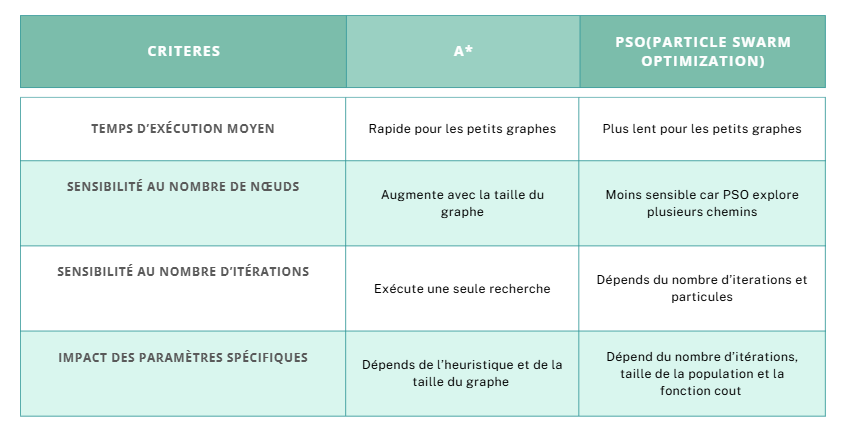 CRITERES
A*
PSO(PARTICLE SWARM
OPTIMIZATION)
TEMPS D'EXÉCUTION MOYEN
Rapide pour les petits graphes
Plus lent pour les petits graphes
SENSIBILITÉ AU NOMBRE DE NŒUDS
Augmente avec la taille du
graphe
Moins sensible car PSO explore
plusieurs chemins
SENSIBILITÉ AU NOMBRE D'ITÉRATIONS
Exécute une seule recherche
Dépends du nombre d'iterations et
particules
IMPACT DES PARAMÈTRES SPÉCIFIQUES
Dépends de l'heuristique et de la
taille du graphe
Dépend du nombre d'itérations,
taille de la population et la
fonction cout